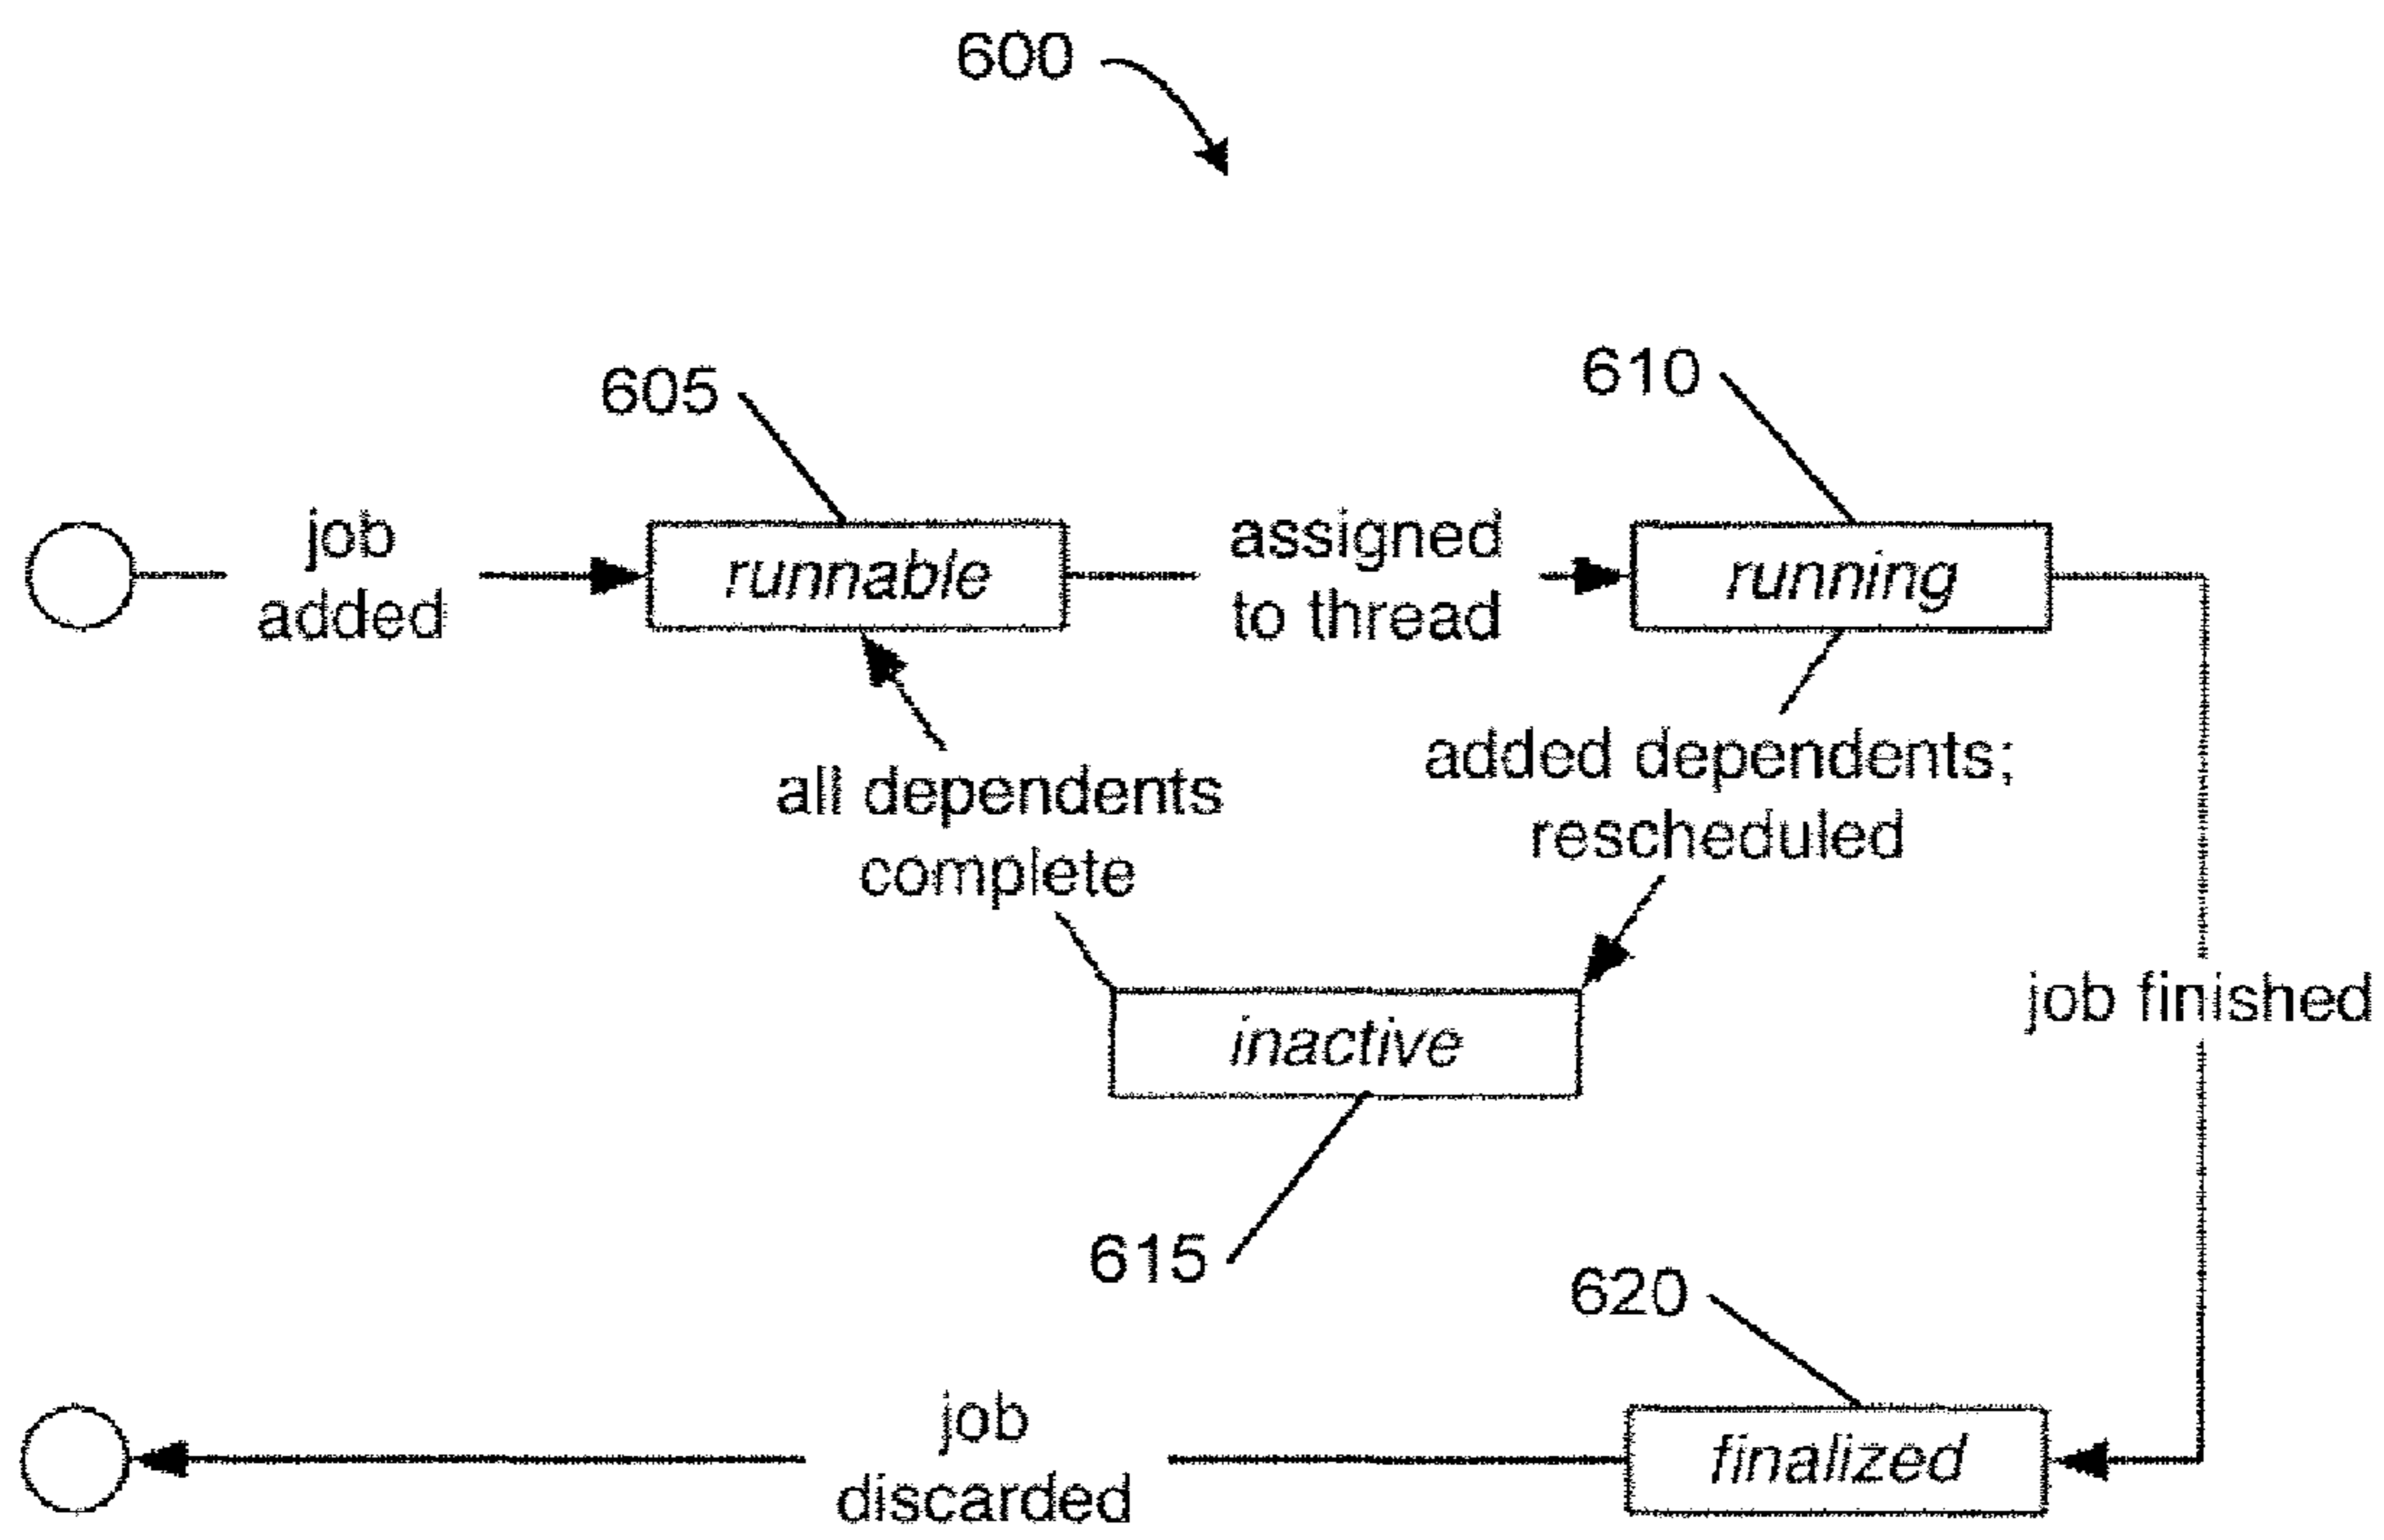 600
605
610
job
added
runnable
assigned
to thread
running
all dependents
complete
added dependents;
rescheduled
job finished
inactive
615
620
job
discarded
finalized